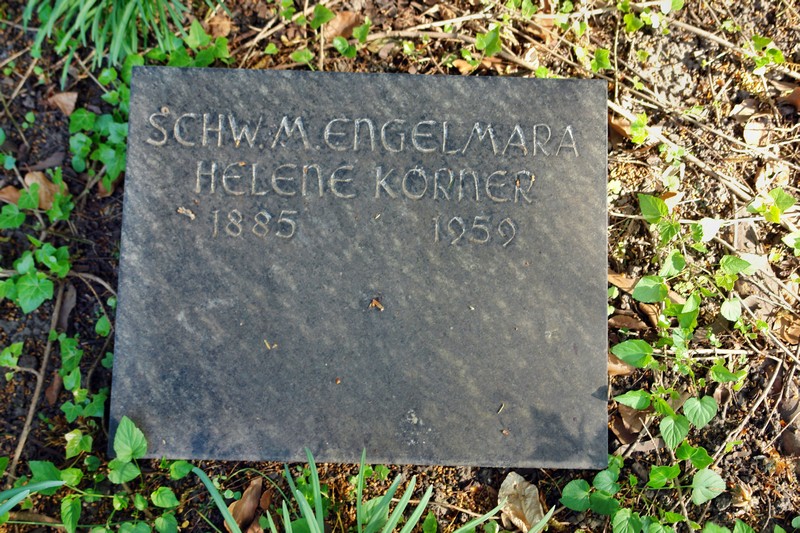 SCHW. M. ENGELMARA
HELENE KÖRNER
1885 1959